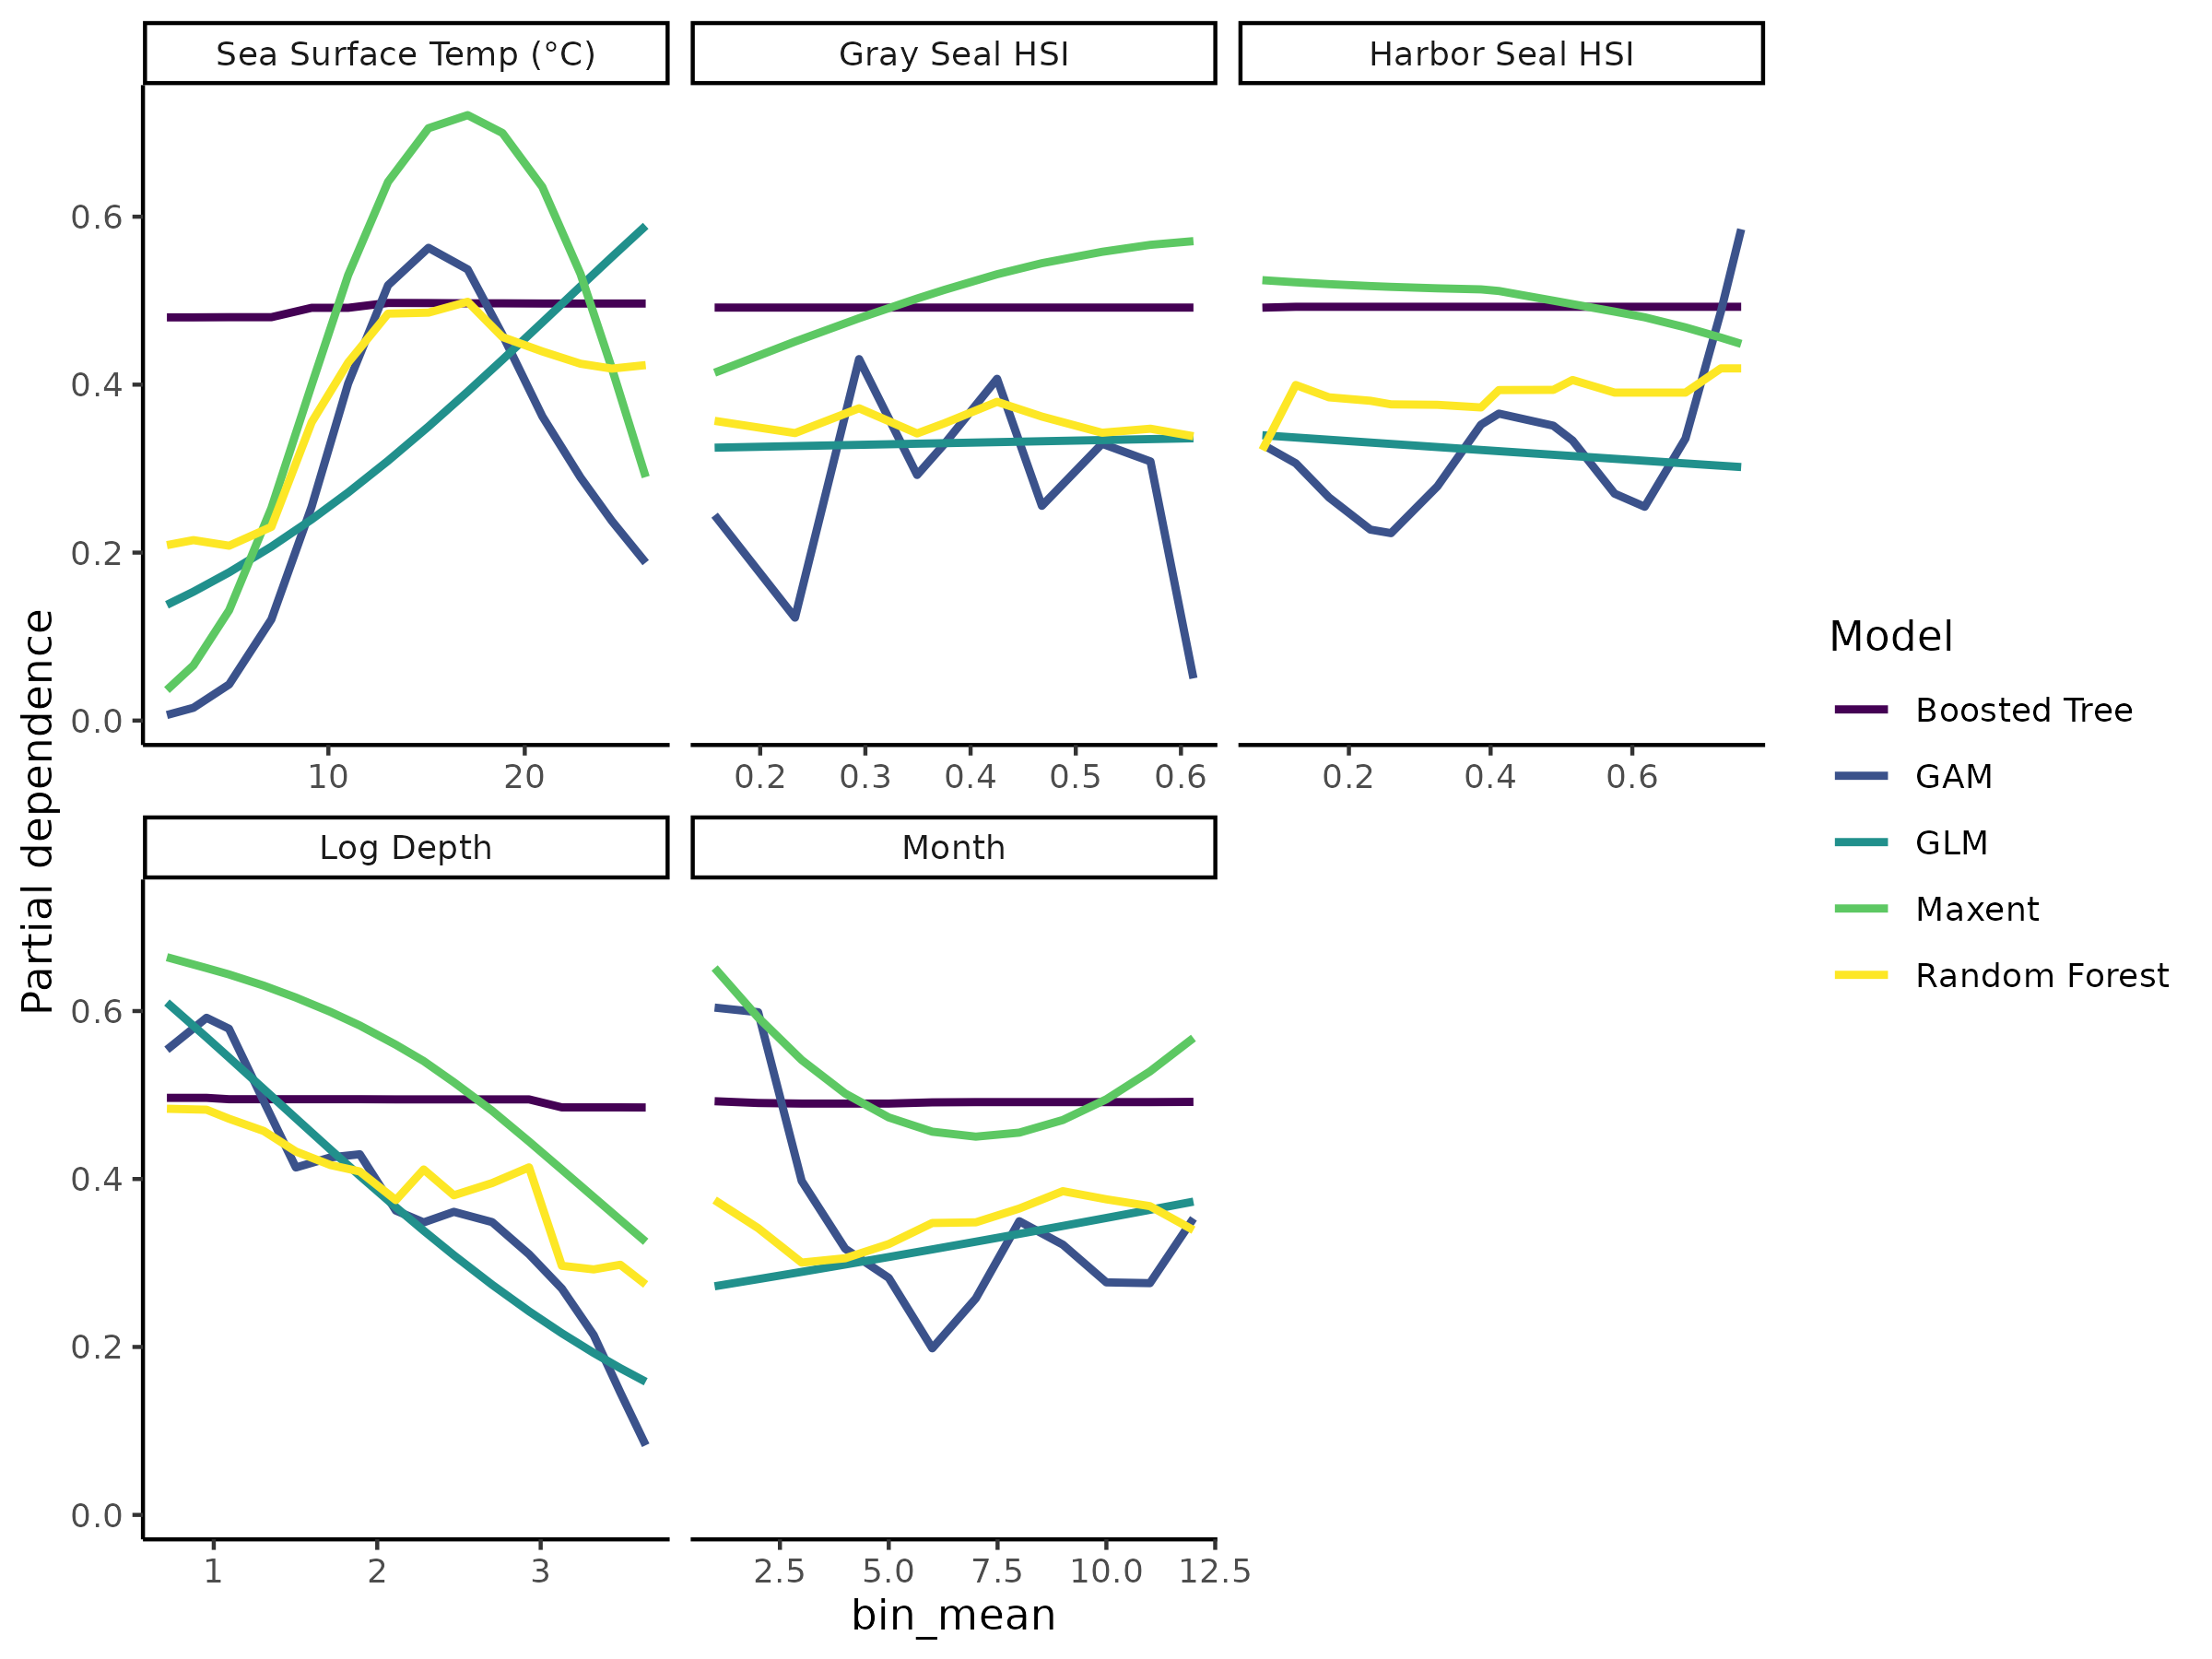 Sea Surface Temp (°C)
Gray Seal HSI
Harbor Seal HSI
0.6
0.4
0.2
0.0
10 20
0.2 0.3 0.4 0.5 0.6
0.2 0.4 0.6
Partial dependence
Log Depth
Month
0.6
0.4
0.2
0.0
1 2 3
2.5 5.0 7.5 10.0 12.5
bin_mean
Model
Boosted Tree
GAM
GLM
Maxent
Random Forest